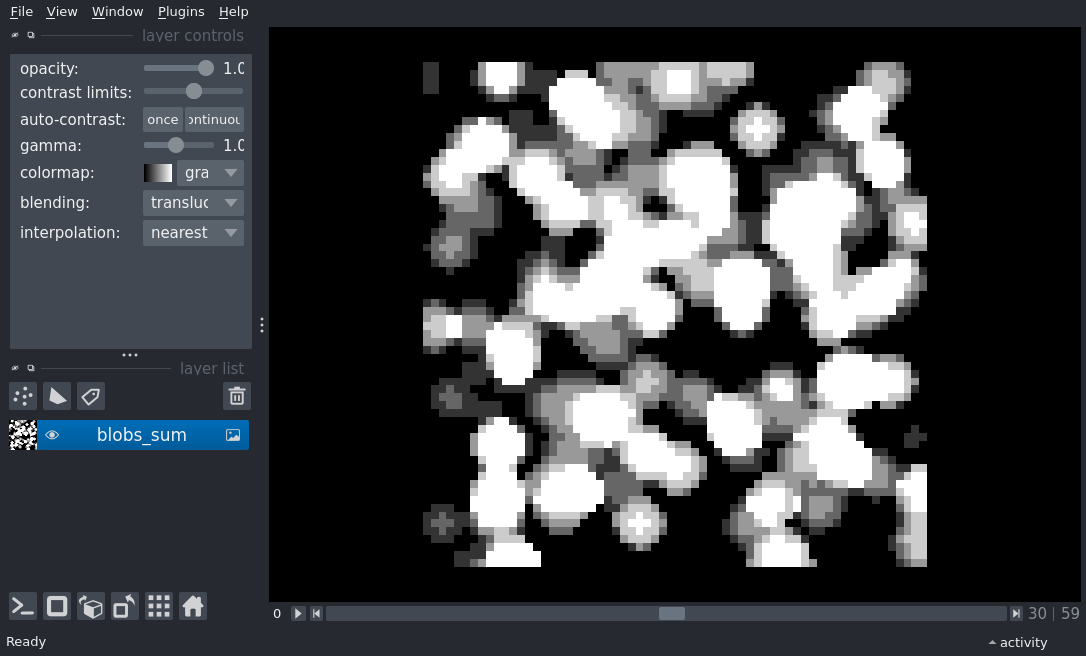 File View Window Plugins Help
layer controls
opacity: 1.0
contrast limits:
auto-contrast: once ontinuou
gamma: 1.0
colormap: gra
blending: transluc
interpolation: nearest
layer list
blobs_sum
0 30 59
Ready activity